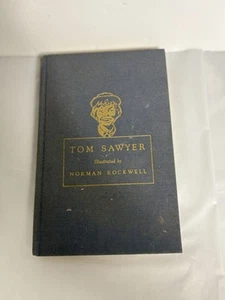 TOM SAWYER
Illustrated by
NORMAN ROCKWELL